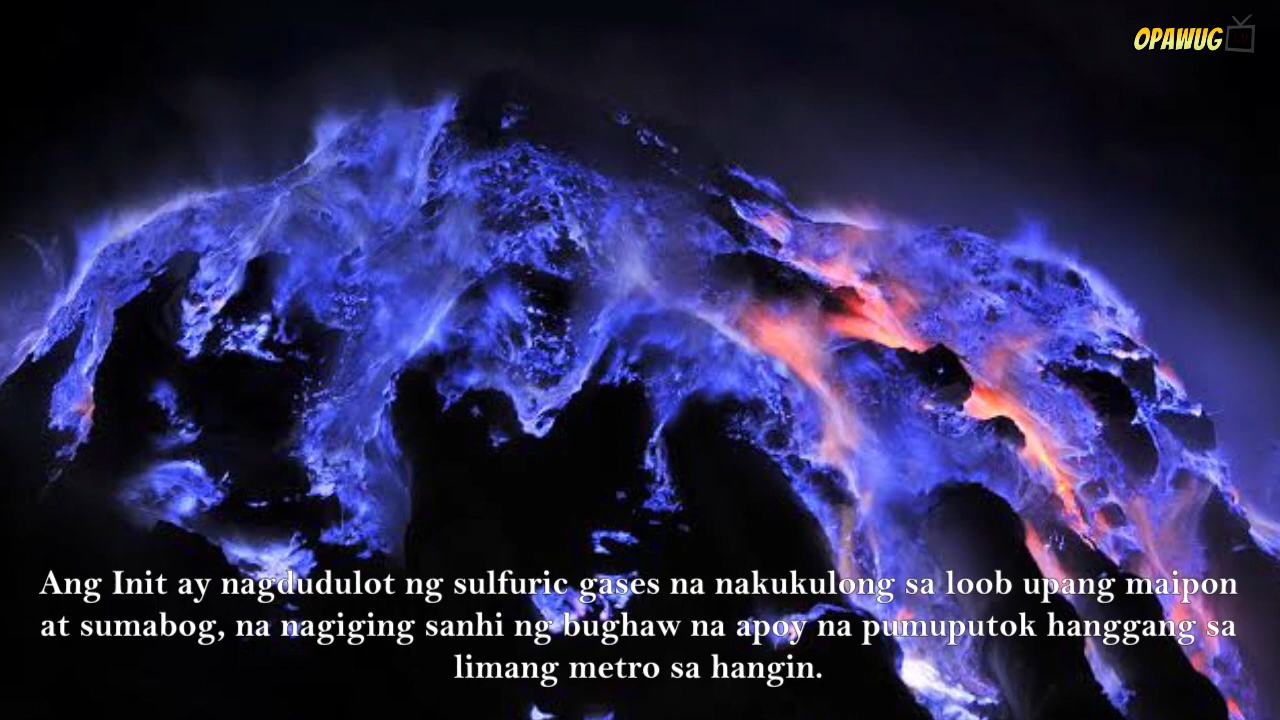 OPAWUG
Ang Init ay nagdudulot ng sulfuric gases na nakukulong sa loob upang maipon
at sumabog, na nagiging sanhi ng bughaw na apoy na pumuputok hanggang sa
limang metro sa hangin.